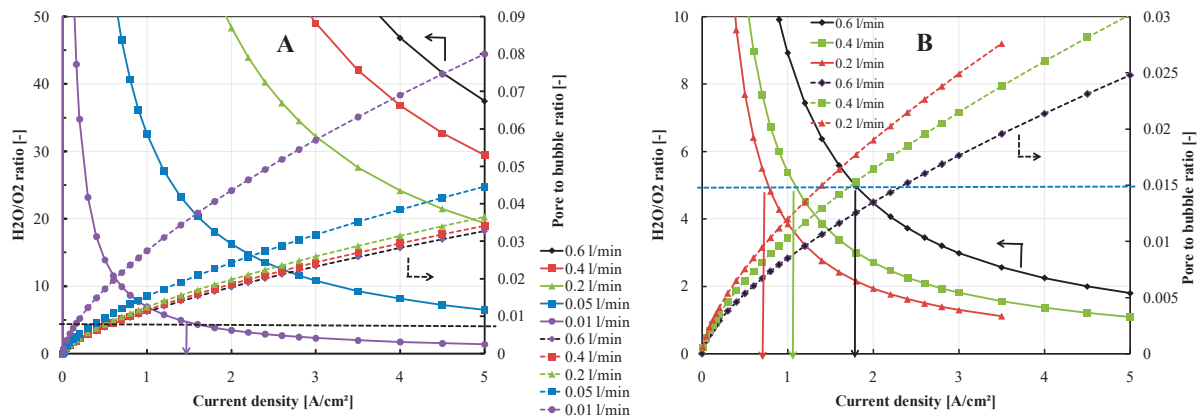 A
B
H2O/O2 ratio [-]
50
40
30
20
10
0
0
1
2
3
4
5
Current density [A/cm²]
0.09
0.08
0.07
0.06
0.05
0.04
0.03
0.02
0.01
0
Pore to bubble ratio [-]
0.6 l/min
0.4 l/min
0.2 l/min
0.05 l/min
0.01 l/min
0.6 l/min
0.4 l/min
0.2 l/min
0.05 l/min
0.01 l/min
H2O/O2 ratio [-]
10
8
6
4
2
0
0
1
2
3
4
5
Current density [A/cm²]
0.6 l/min
0.4 l/min
0.2 l/min
0.6 l/min
0.4 l/min
0.2 l/min
0.03
0.025
0.02
0.015
0.01
0.005
0
Pore to bubble ratio [-]